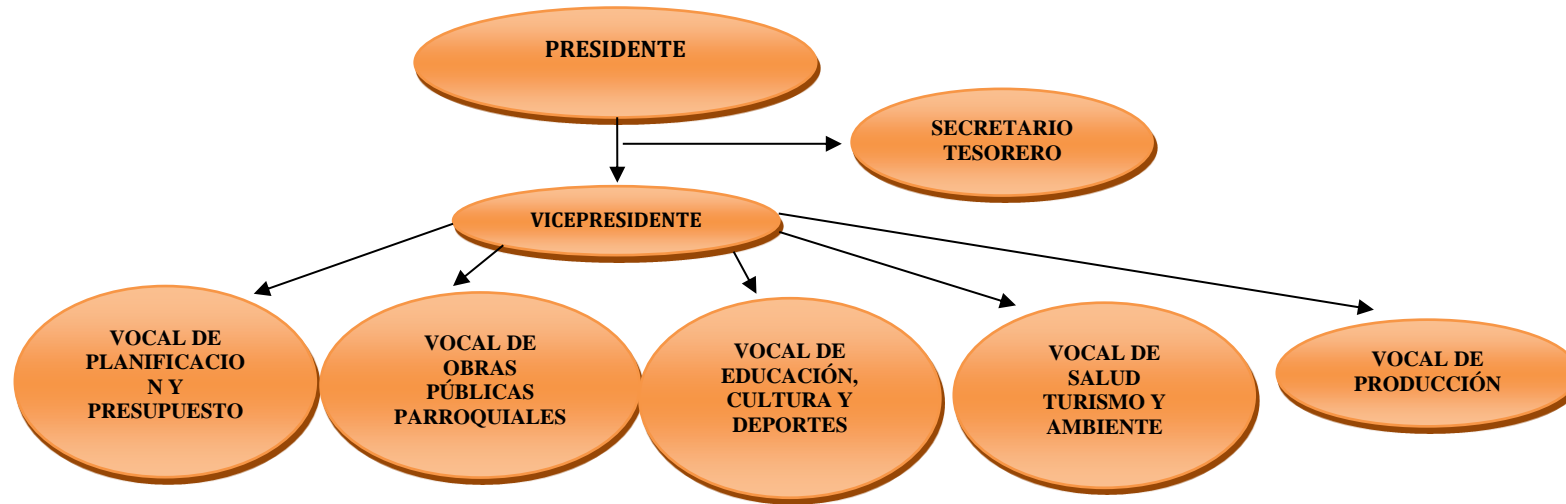 PRESIDENTE
SECRETARIO
TESORERO
VICEPRESIDENTE
VOCAL DE
PLANIFICACIO
N Y
PRESUPUESTO
VOCAL DE
OBRAS
PÚBLICAS
PARROQUIALES
VOCAL DE
EDUCACIÓN,
CULTURA Y
DEPORTES
VOCAL DE
SALUD
TURISMO Y
AMBIENTE
VOCAL DE
PRODUCCIÓN